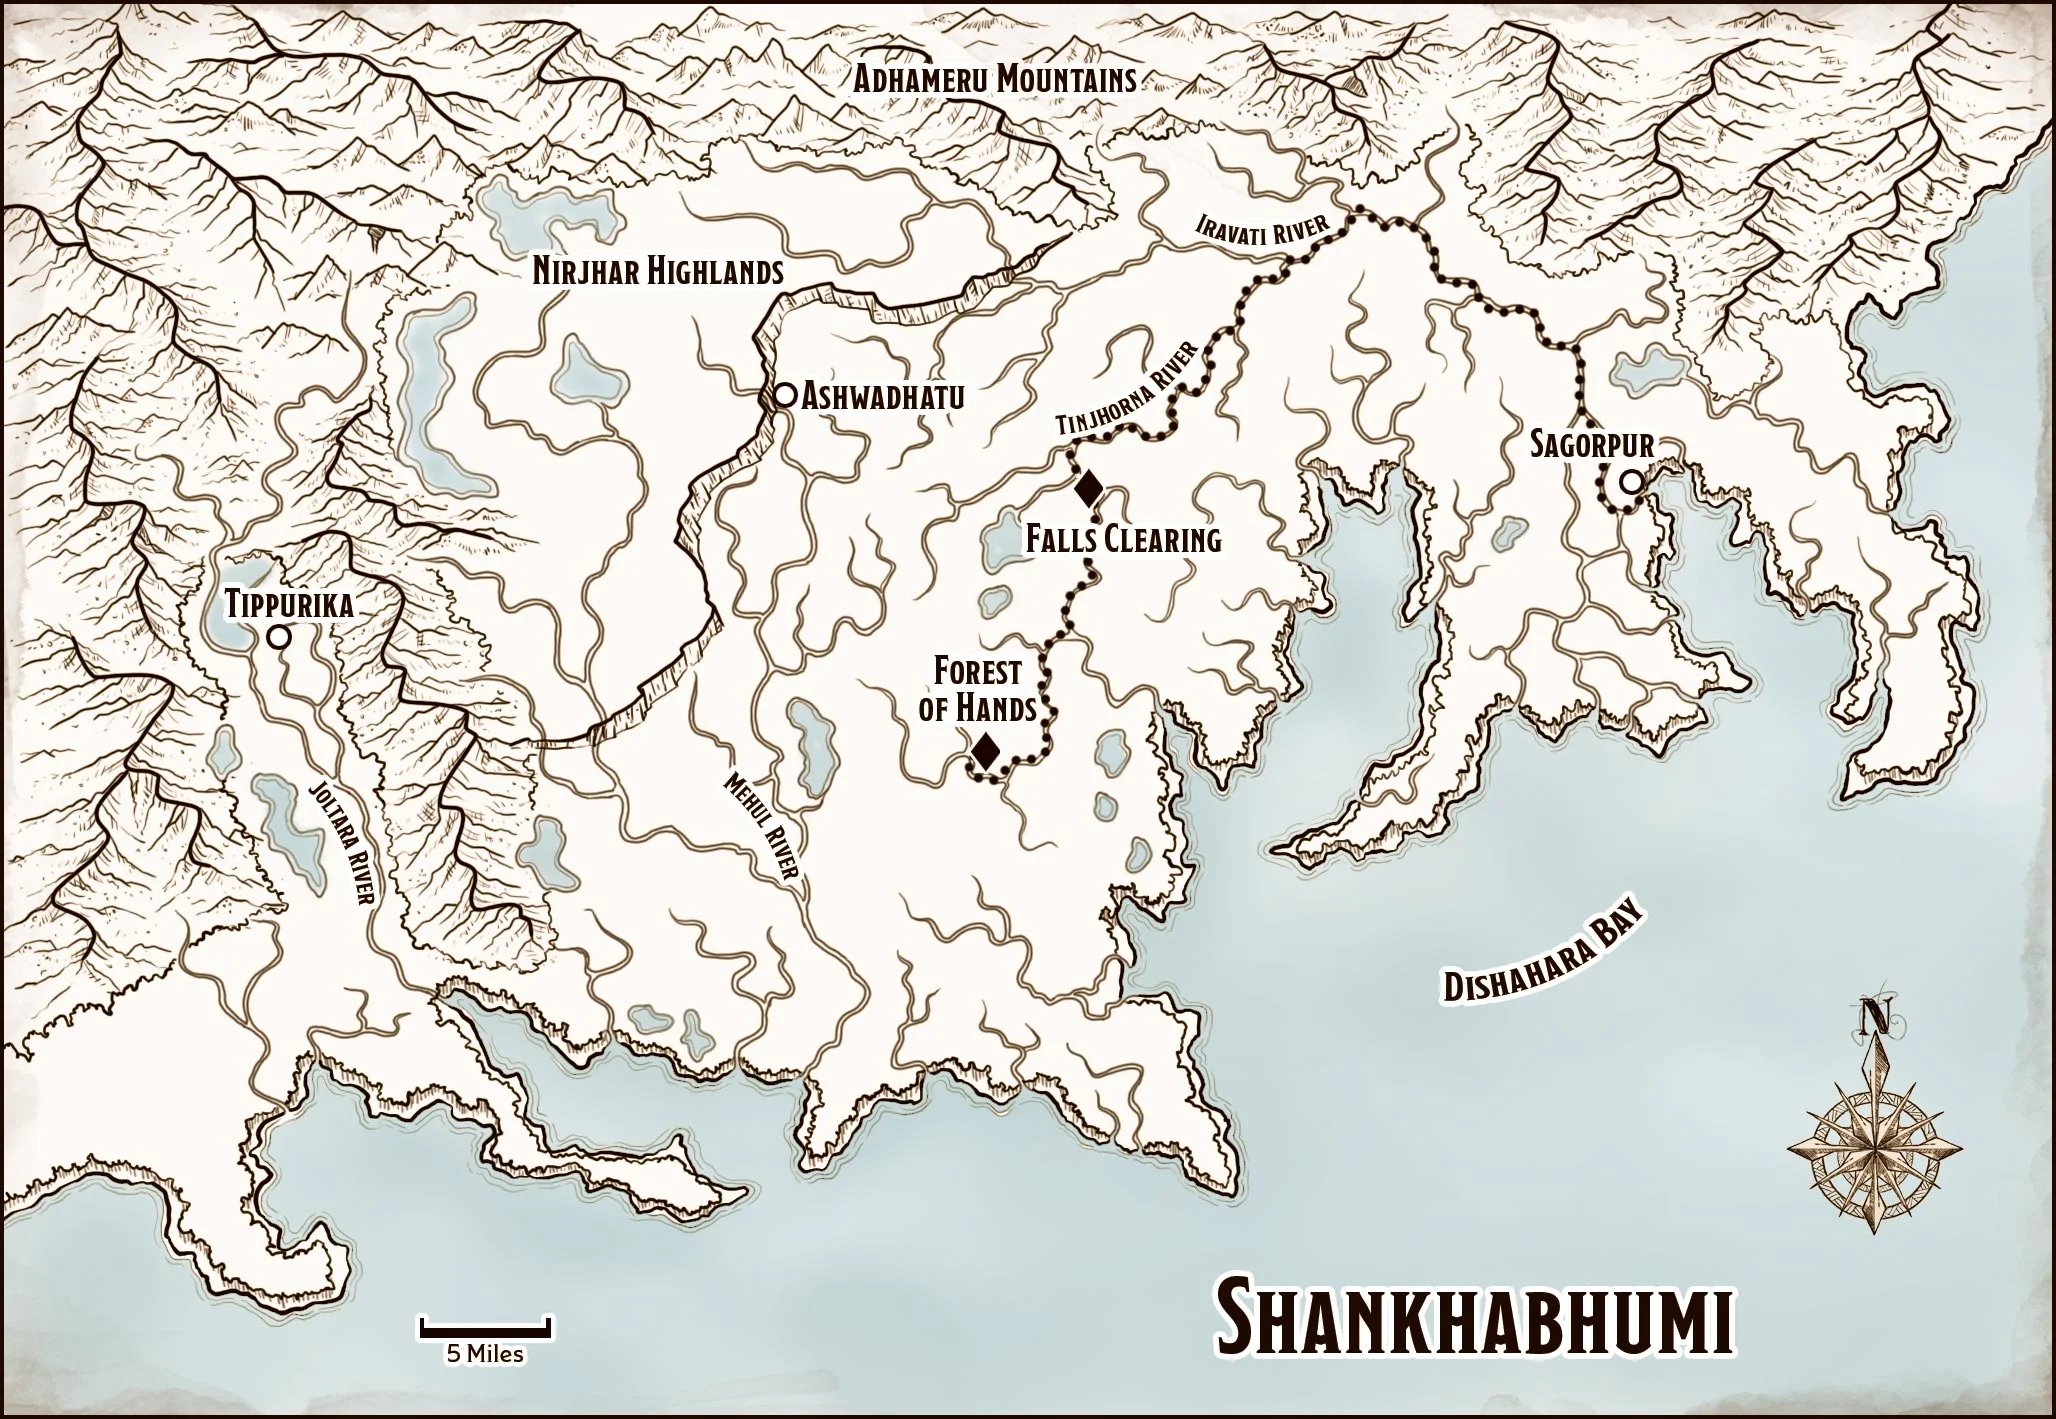 Adhameru Mountains
Iravati River
Nirjhar Highlands
Tinjhorna River
Ashwadhatu
Sagorpur
Falls Clearing
Tippurika
Forest
of Hands
Joltara River
Mehul River
Dishahara Bay
N
Shankhabhumi
5 Miles